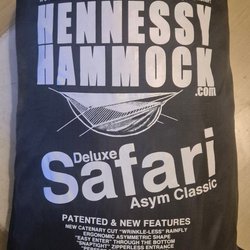 HENNESSY
HAMMOCK
.com
Deluxe
Safari
Asym Classic
PATENTED & NEW FEATURES
NEW CATENARY CUT "WRINKLE-LESS" RAINFLY
ERGONOMIC ASYMMETRIC SHAPE
"EASY ENTER" THROUGH THE BOTTOM
"SNAPTIGHT" ZIPPERLESS ENTRANCE